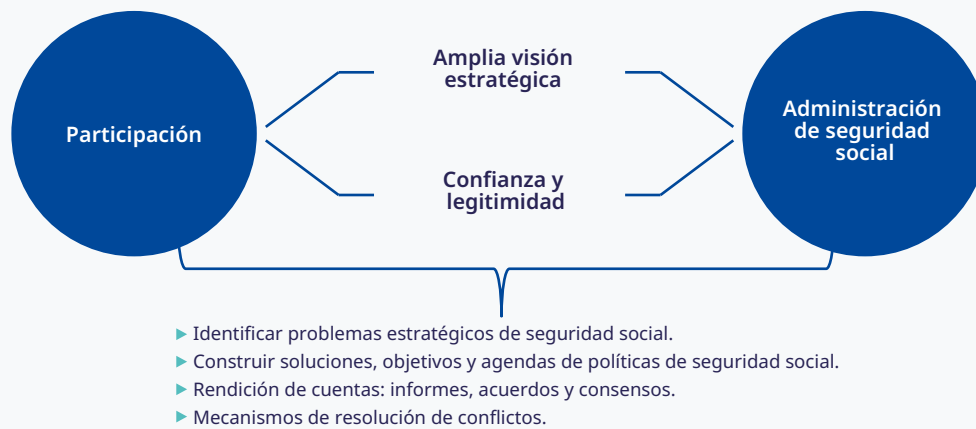 Participación
Amplia visión
estratégica
Confianza y
legitimidad
Administración
de seguridad
social
► Identificar problemas estratégicos de seguridad social.
► Construir soluciones, objetivos y agendas de políticas de seguridad social.
► Rendición de cuentas: informes, acuerdos y consensos.
► Mecanismos de resolución de conflictos.